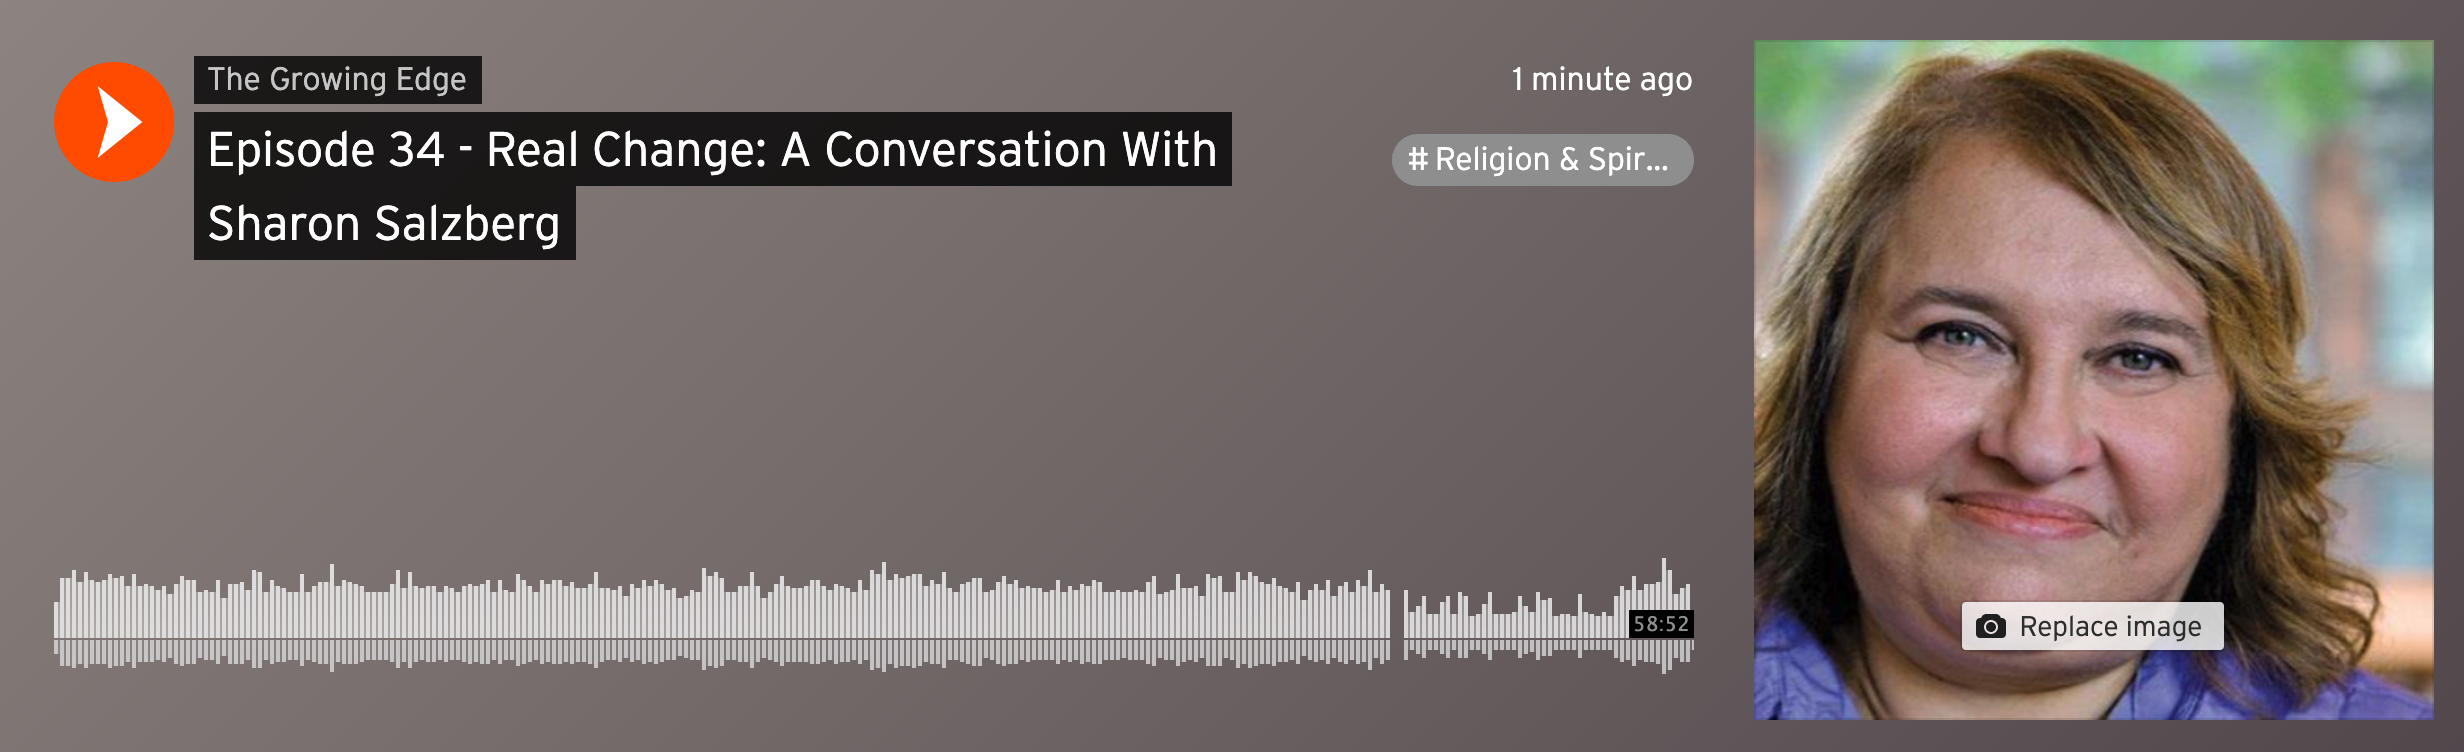 The Growing Edge
1 minute ago
Episode 34 - Real Change: A Conversation With
Sharon Salzberg
# Religion & Spir...
58:52
Replace image